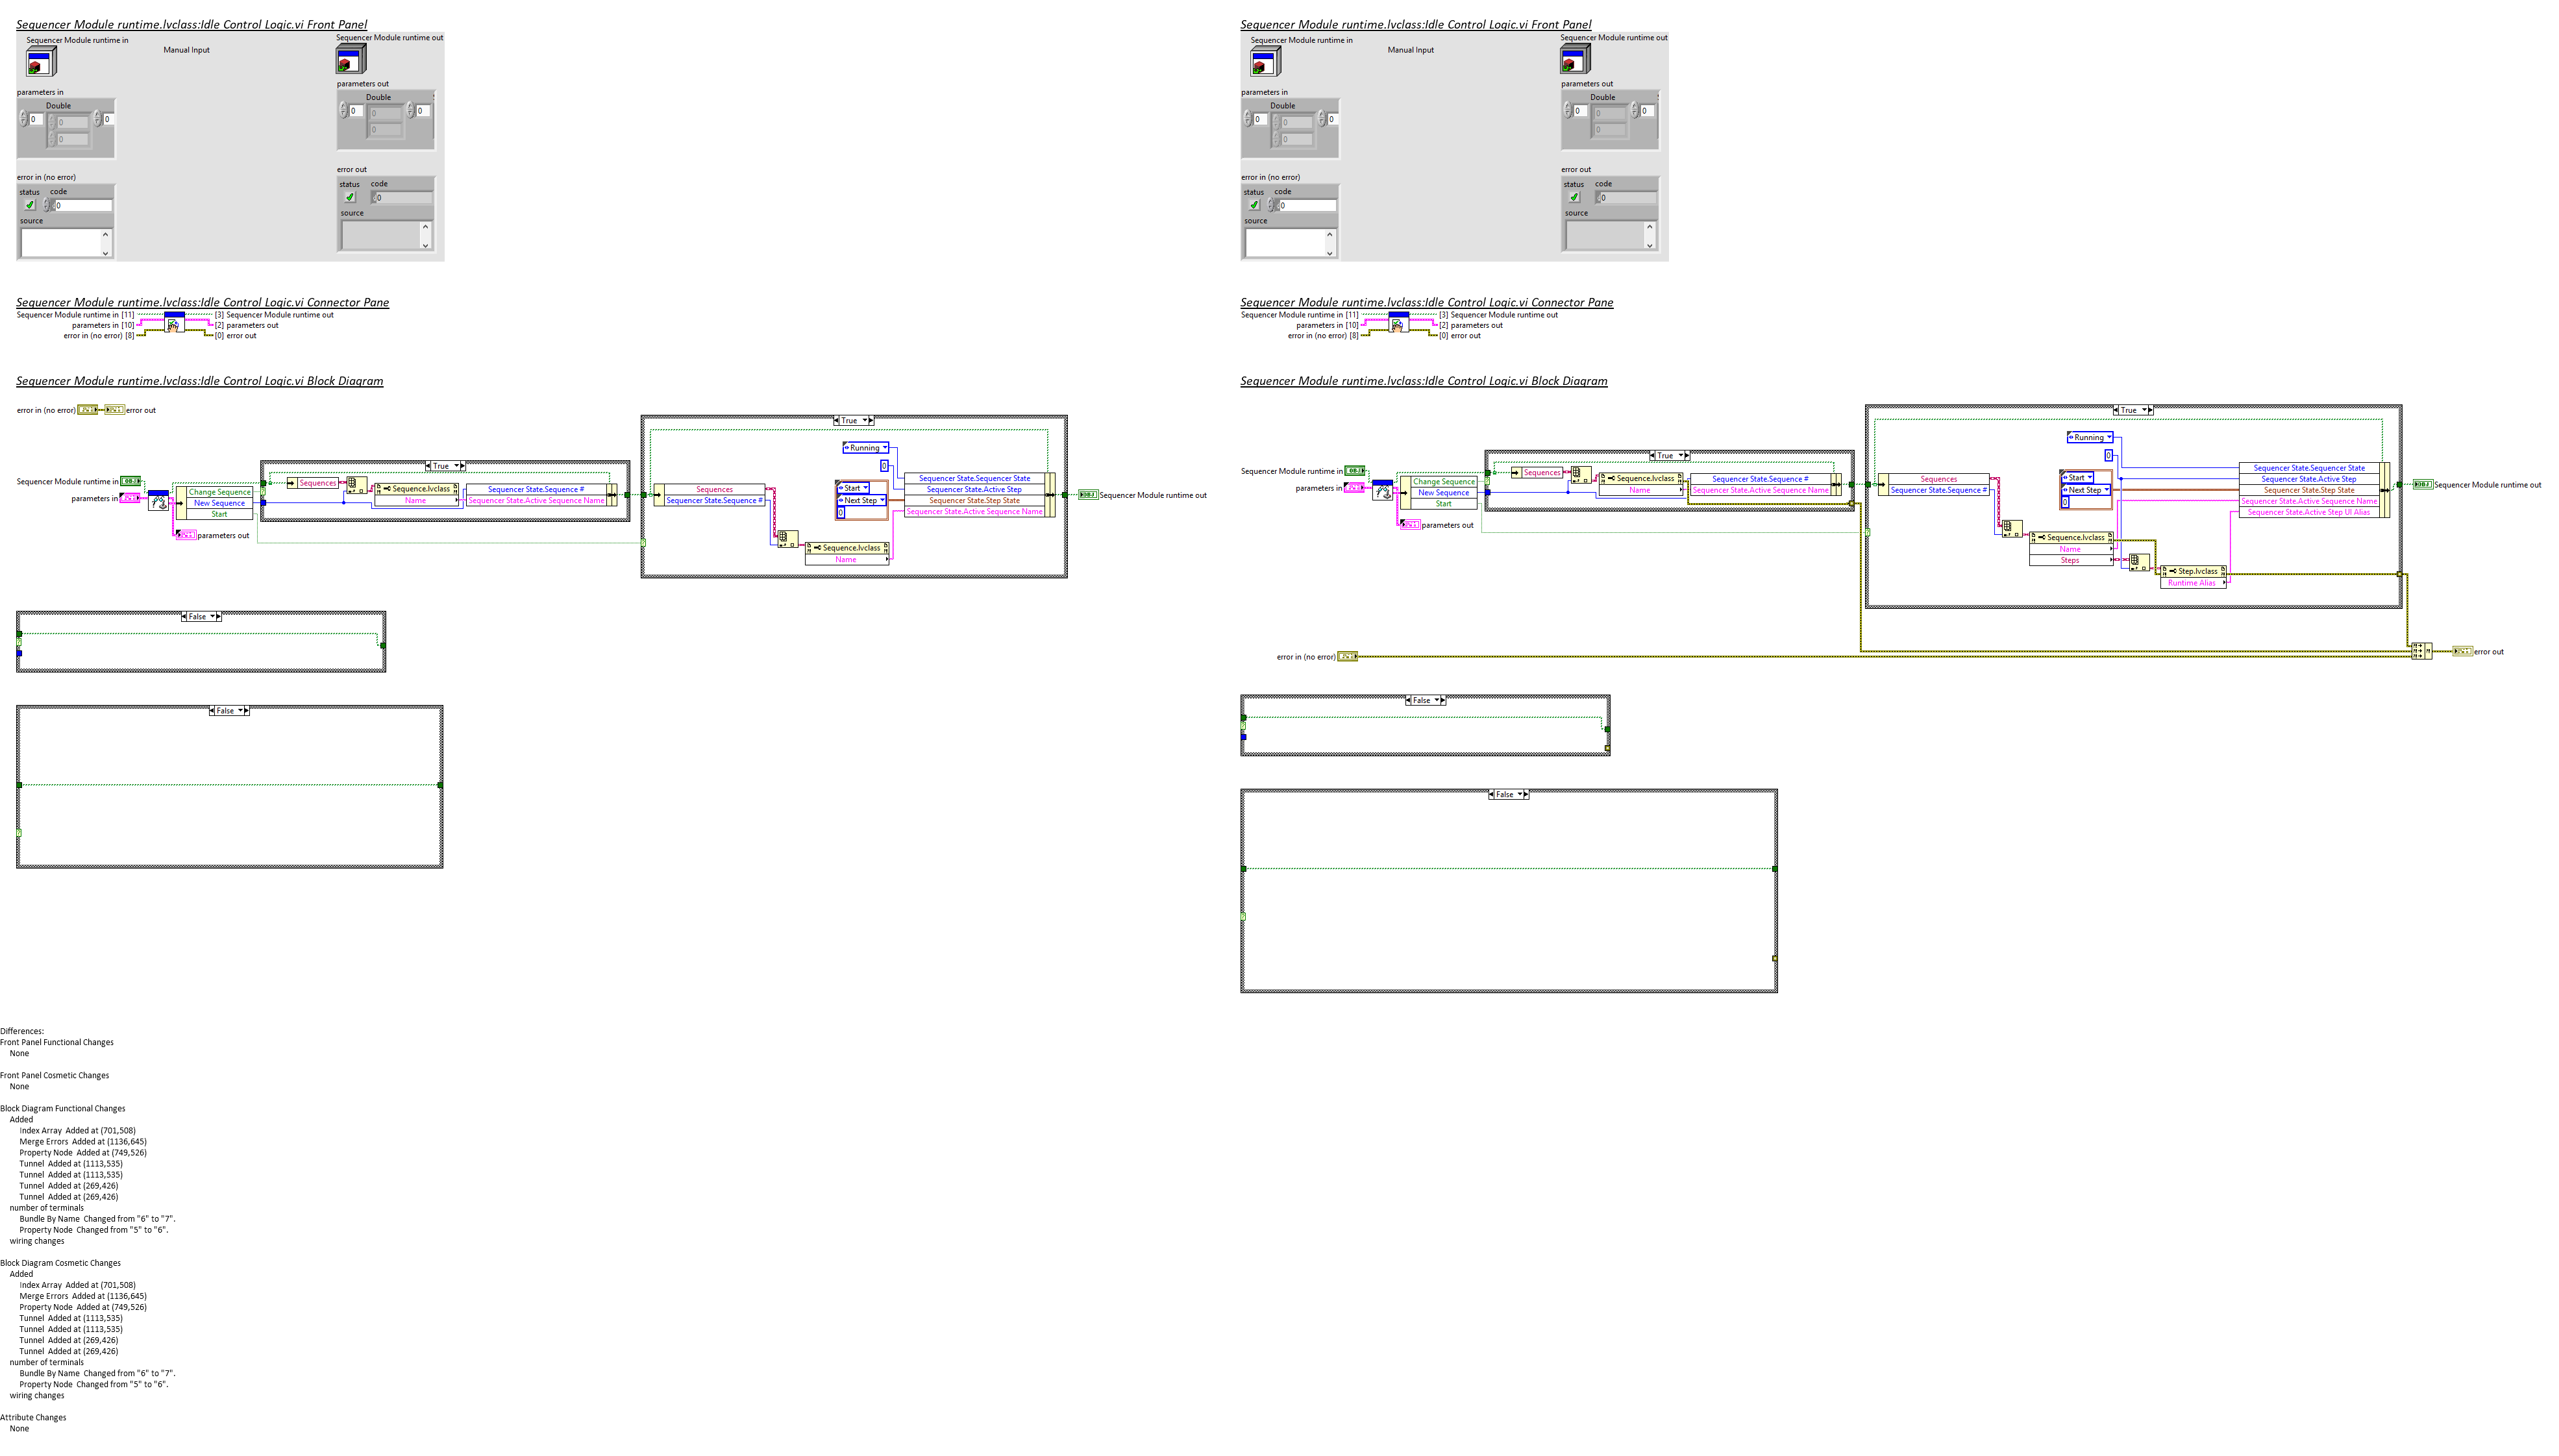 Sequencer Module runtime.lvclass:Idle Control Logic.vi Front Panel
Sequencer Module runtime in
Manual Input
Sequencer Module runtime out
parameters in
Double
0
0
0
0
parameters out
Double
0
0
0
0
error in (no error)
status code
0
source
error out
status code
0
source
Sequencer Module runtime.lvclass:Idle Control Logic.vi Connector Pane
Sequencer Module runtime in [11]
[3] Sequencer Module runtime out
parameters in [10]
[2] parameters out
error in (no error) [8]
[0] error out
Sequencer Module runtime.lvclass:Idle Control Logic.vi Block Diagram
error in (no error)
error out
Sequencer Module runtime in
parameters in
Change Sequence
New Sequence
Start
parameters out
True
Sequences
Sequence.lvclass
Name
Sequencer State.Sequence #
Sequencer State.Active Sequence Name
True
Running
0
Sequences
Sequencer State.Sequence #
Start
Next Step
0
Sequencer State.Sequencer State
Sequencer State.Active Step
Sequencer State.Step State
Sequencer State.Active Sequence Name
Sequence.lvclass
Name
Sequencer Module runtime out
False
False
Sequencer Module runtime.lvclass:Idle Control Logic.vi Front Panel
Sequencer Module runtime in
Manual Input
Sequencer Module runtime out
parameters in
Double
0
0
0
0
parameters out
Double
0
0
0
0
error in (no error)
status code
0
source
error out
status code
0
source
Sequencer Module runtime.lvclass:Idle Control Logic.vi Connector Pane
Sequencer Module runtime in [11]
[3] Sequencer Module runtime out
parameters in [10]
[2] parameters out
error in (no error) [8]
[0] error out
Sequencer Module runtime.lvclass:Idle Control Logic.vi Block Diagram
Sequencer Module runtime in
parameters in
Change Sequence
New Sequence
Start
parameters out
True
Sequences
Sequence.lvclass
Name
Sequencer State.Sequence #
Sequencer State.Active Sequence Name
True
Running
0
Sequences
Sequencer State.Sequence #
Start
Next Step
0
Sequencer State.Sequencer State
Sequencer State.Active Step
Sequencer State.Step State
Sequencer State.Active Sequence Name
Sequencer State.Active Step UI Alias
Sequence.lvclass
Name
Steps
Step.lvclass
Runtime Alias
Sequencer Module runtime out
error in (no error)
error out
False
False
Differences:
Front Panel Functional Changes
None
Front Panel Cosmetic Changes
None
Block Diagram Functional Changes
Added
Index Array Added at (701,508)
Merge Errors Added at (1136,645)
Property Node Added at (749,526)
Tunnel Added at (1113,535)
Tunnel Added at (1113,535)
Tunnel Added at (269,426)
Tunnel Added at (269,426)
number of terminals
Bundle By Name Changed from "6" to "7".
Property Node Changed from "5" to "6".
wiring changes
Block Diagram Cosmetic Changes
Added
Index Array Added at (701,508)
Merge Errors Added at (1136,645)
Property Node Added at (749,526)
Tunnel Added at (1113,535)
Tunnel Added at (1113,535)
Tunnel Added at (269,426)
Tunnel Added at (269,426)
number of terminals
Bundle By Name Changed from "6" to "7".
Property Node Changed from "5" to "6".
wiring changes
Attribute Changes
None